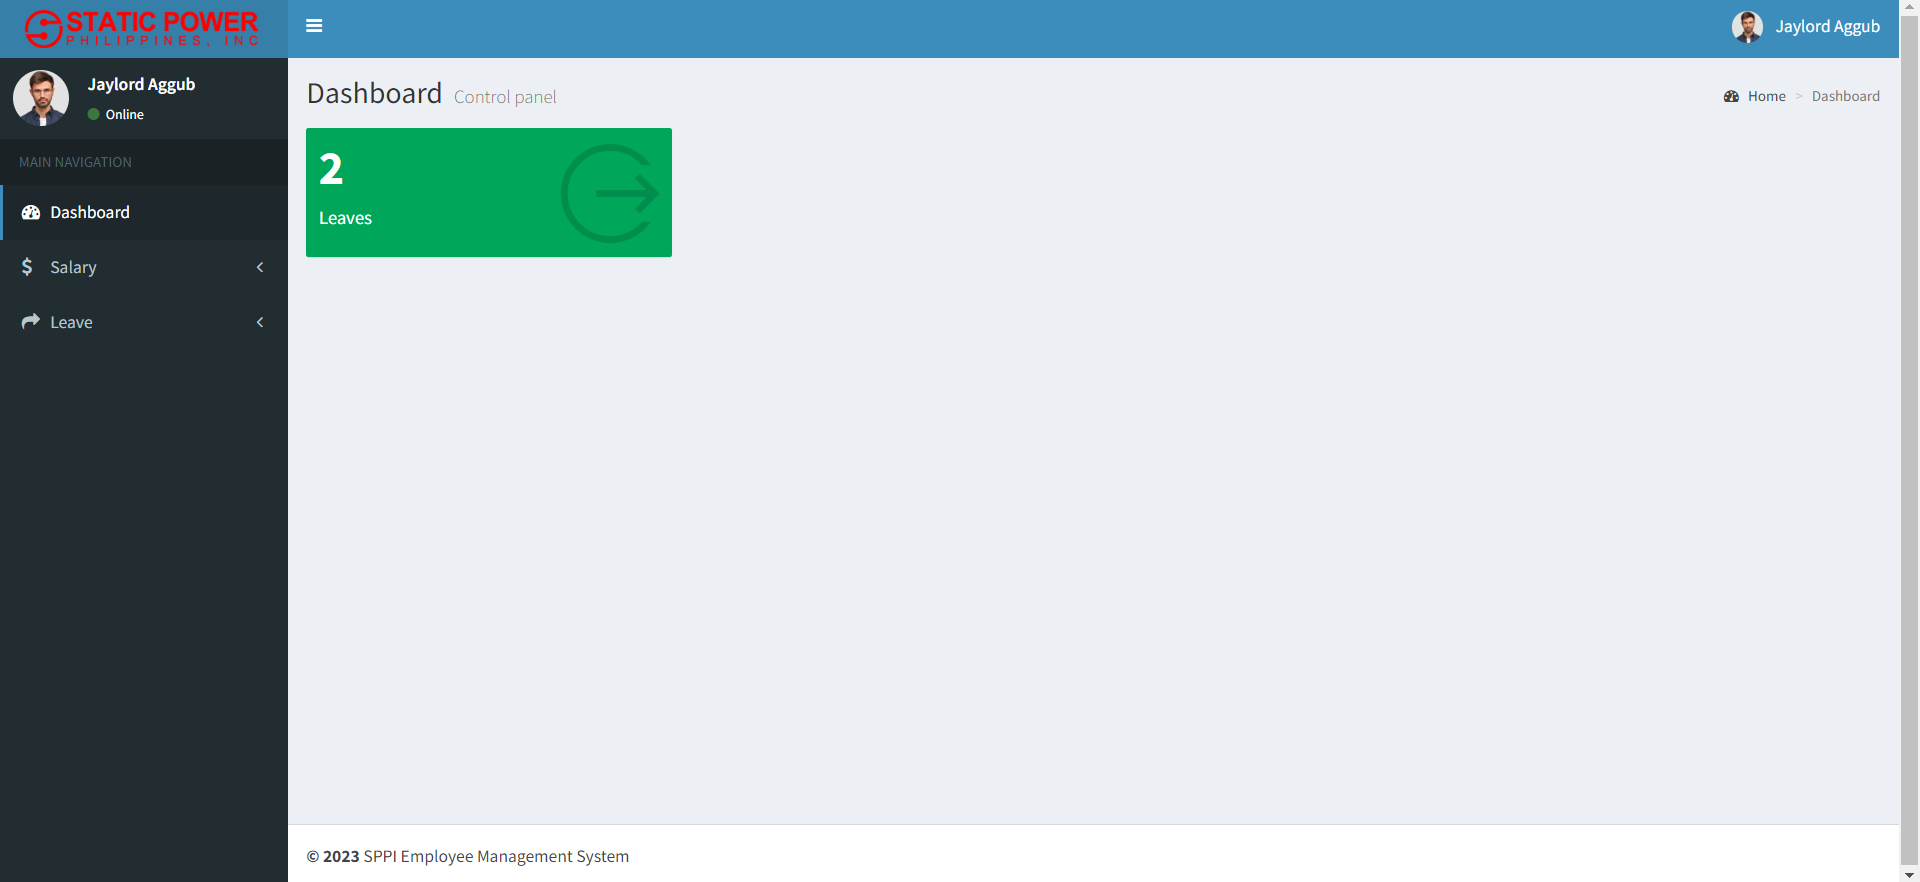 STATIC POWER
PHILIPPINES, INC
Jaylord Aggub
Jaylord Aggub
Online
MAIN NAVIGATION
Dashboard
Salary
Leave
Dashboard Control panel
Home > Dashboard
2
Leaves
© 2023 SPPI Employee Management System